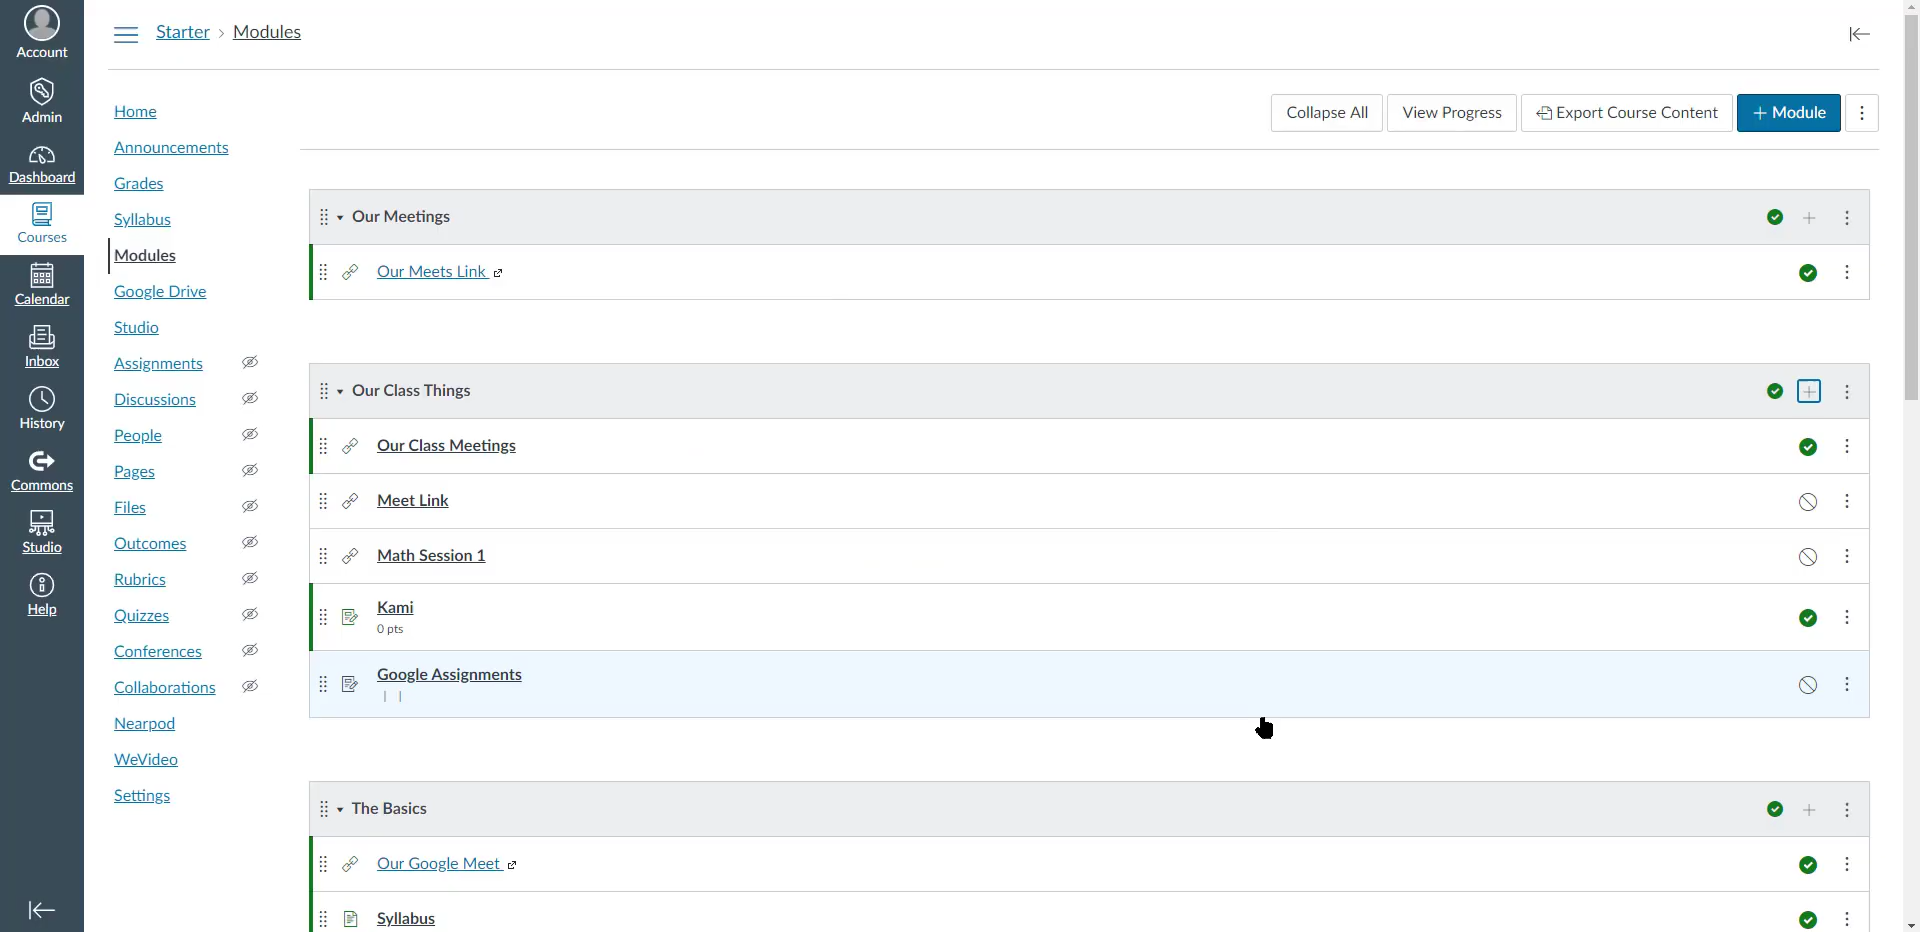 Account
Admin
Dashboard
Courses
Calendar
Inbox
History
Commons
Studio
Help
Starter › Modules
Home
Announcements
Grades
Syllabus
Modules
Google Drive
Studio
Assignments
Discussions
People
Pages
Files
Outcomes
Rubrics
Quizzes
Conferences
Collaborations
Nearpod
WeVideo
Settings
Collapse All View Progress Export Course Content + Module
Our Meetings
Our Meets Link
Our Class Things
Our Class Meetings
Meet Link
Math Session 1
Kami
0 pts
Google Assignments
| |
The Basics
Our Google Meet
Syllabus